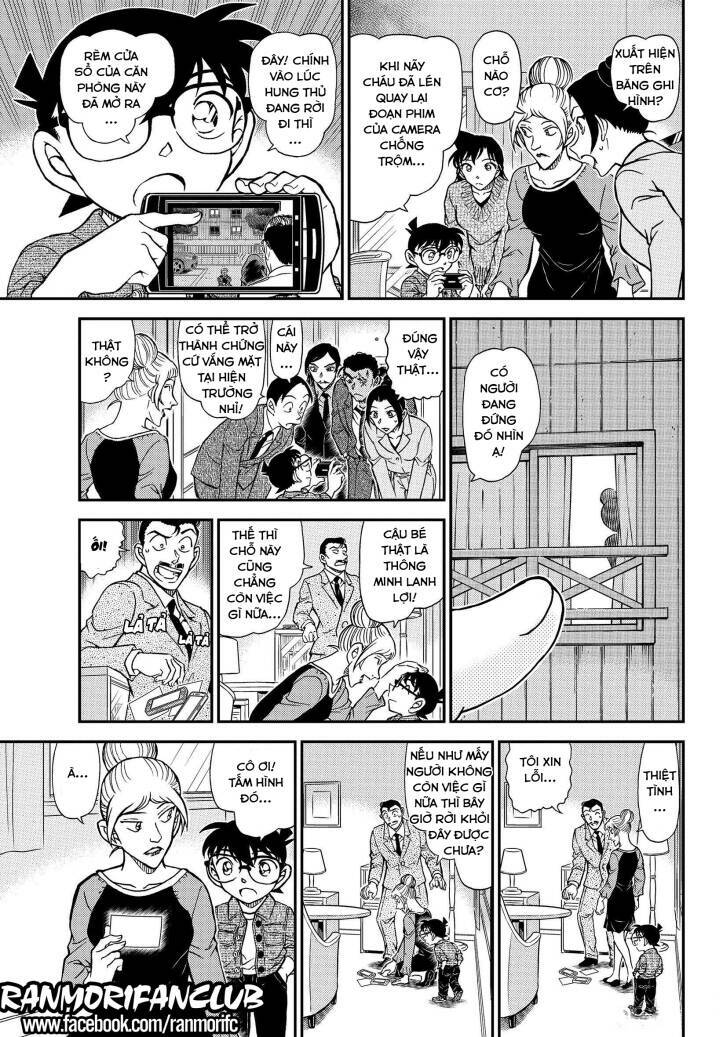 XUẤT HIỆN
TRÊN
BĂNG GHI
HÌNH?
CHỖ
NÀO
CƠ?
KHI NÃY
CHÁU ĐÃ LÉN
QUAY LẠI
ĐOẠN PHIM
CỦA CAMERA
CHỐNG
TRỘM...
ĐÂY! CHÍNH
VÀO LÚC
HUNG THỦ
ĐANG RỜI
ĐI THÌ
...
RÈM CỬA
SỔ CỦA CĂN
PHÒNG NÀY
ĐÃ MỞ RA
...
CÓ
NGƯỜI
ĐANG
ĐỨNG
ĐÓ NHÌN
Ạ!
ĐÚNG
VẬY
THẬT...
CÁI
NÀY...
CÓ THỂ TRỞ
THÀNH CHỨNG
CỨ VẮNG MẶT
TẠI HIỆN
TRƯỜNG
NHỈ!
THẬT
KHÔNG?
CẬU BÉ
THẬT LÀ
THÔNG
MINH LANH
LỢI!
THẾ THÌ
CHỖ NÀY
CŨNG
CHẲNG
CÒN VIỆC
GÌ NỮA...
ỐI!
LẢ TẢ
LẢ TẢ
THIỆT
TÌNH...
TÔI XIN
LỖI...
NẾU NHƯ MẤY
NGƯỜI KHÔNG
CÒN VIỆC GÌ
NỮA THÌ BÂY
GIỜ RỜI KHỎI
ĐÂY ĐƯỢC
CHƯA?
CÔ ƠI!
TẤM HÌNH
ĐÓ...
À...
RANMORIFANCLUB
www.facebook.com/ranmorifc